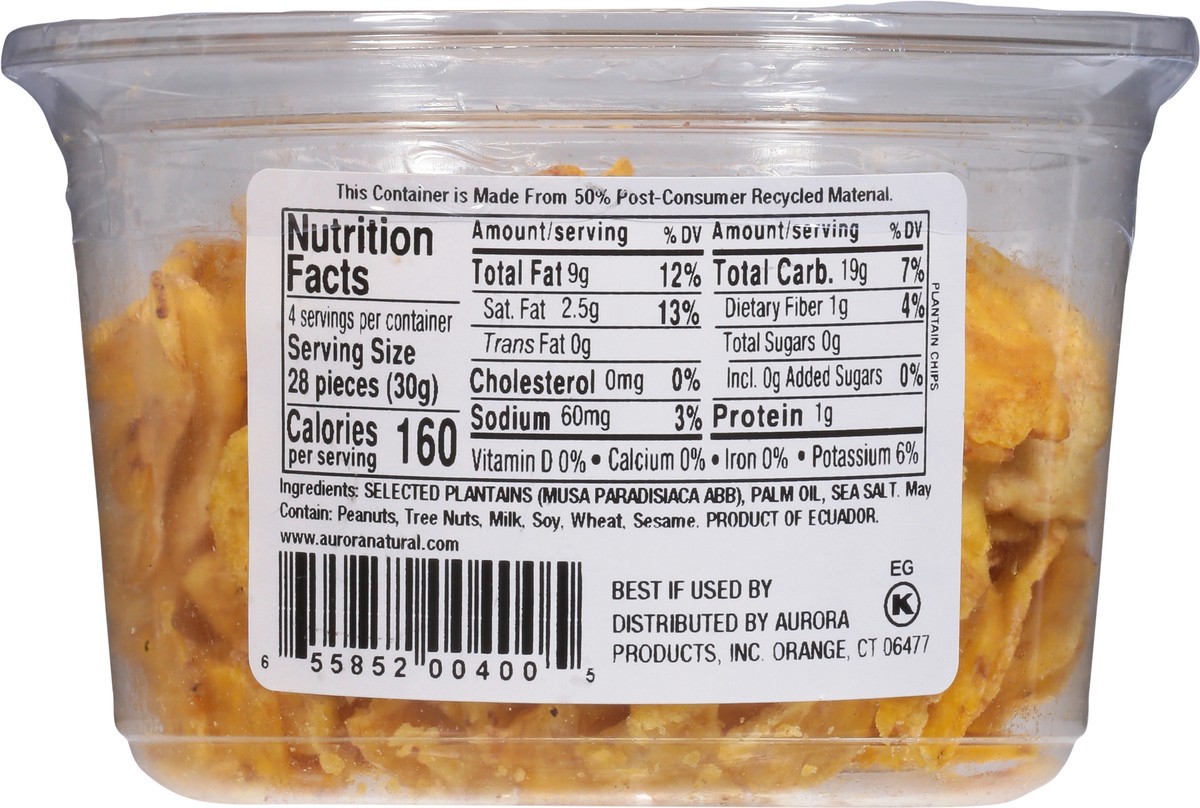 This Container is Made From 50% Post-Consumer Recycled Material.
Nutrition
Facts
4 servings per container
Serving Size
28 pieces (30g)
Calories
per serving
160
Amount/serving % DV
Total Fat 9g 12%
Sat. Fat 2.5g 13%
Trans Fat 0g
Cholesterol 0mg 0%
Sodium 60mg 3%
Amount/serving % DV
Total Carb. 19g 7%
Dietary Fiber 1g 4%
Total Sugars 0g
Incl. 0g Added Sugars 0%
Protein 1g
Vitamin D 0% • Calcium 0% • Iron 0% • Potassium 6%
PLANTAIN CHIPS
Ingredients: SELECTED PLANTAINS (MUSA PARADISIACA ABB), PALM OIL, SEA SALT. May
Contain: Peanuts, Tree Nuts, Milk, Soy, Wheat, Sesame. PRODUCT OF ECUADOR.
www.auroranatural.com
6 55852 00400 5
BEST IF USED BY
DISTRIBUTED BY AURORA
PRODUCTS, INC. ORANGE, CT 06477
EG
K